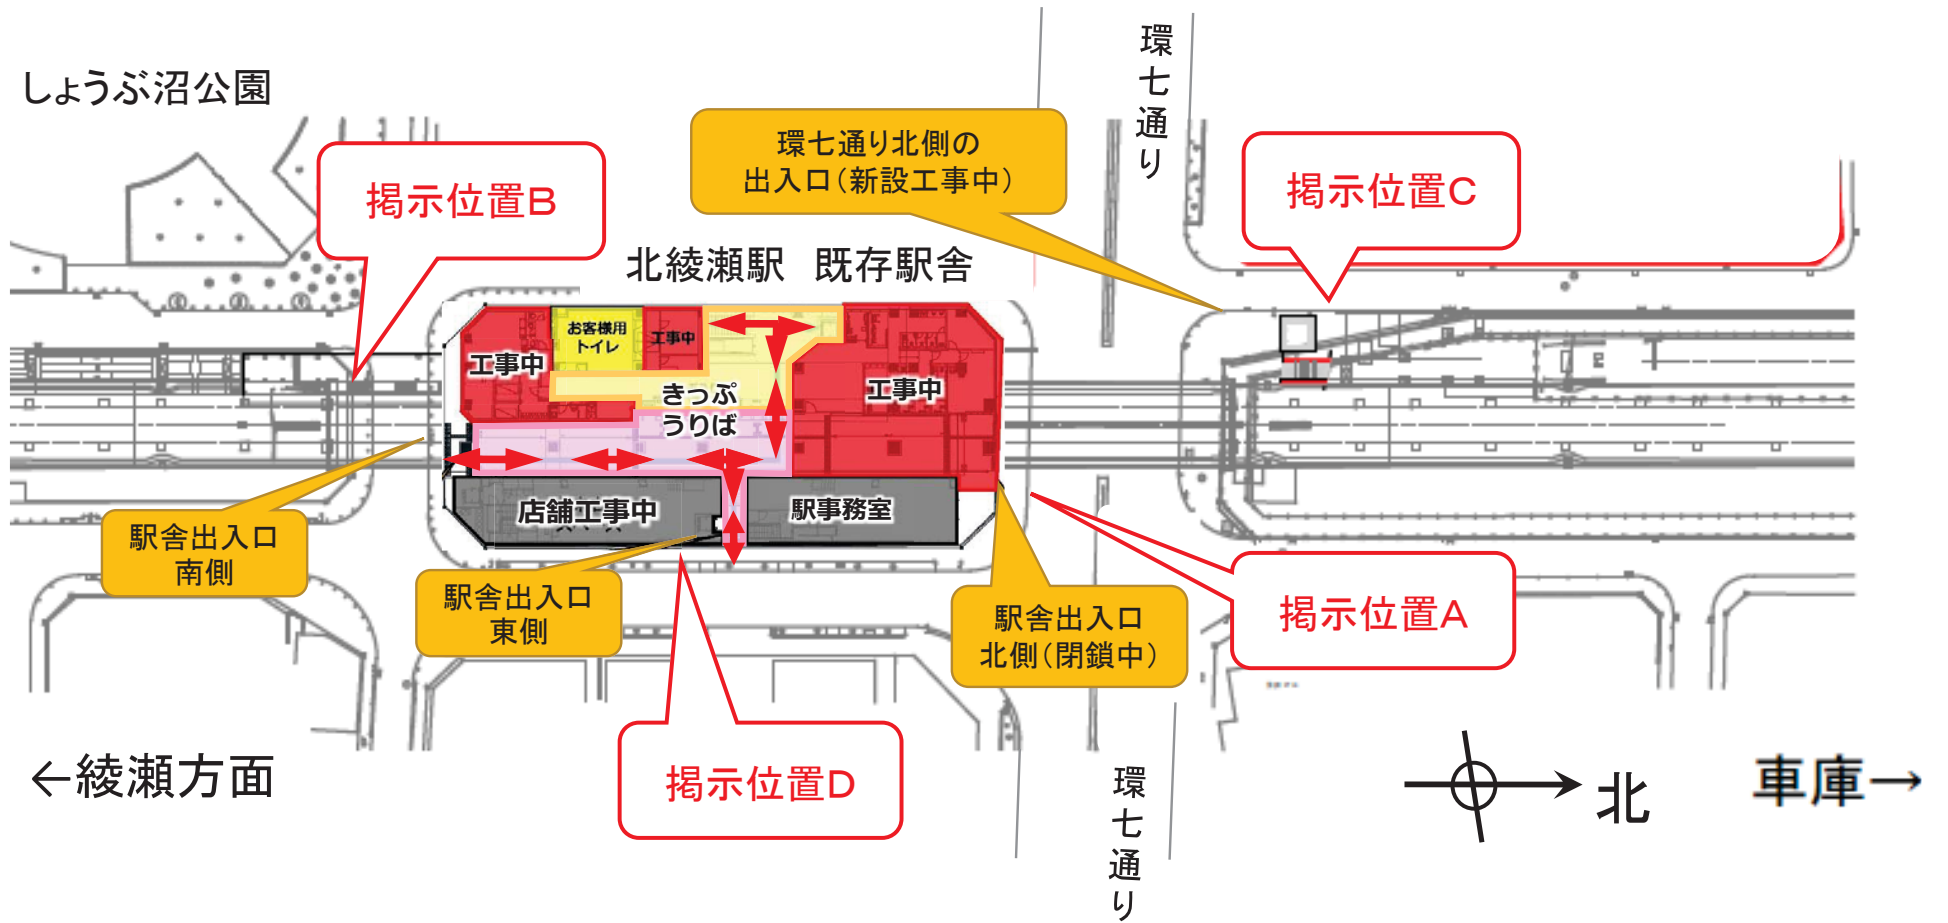 しょうぶ沼公園
環七通り
環七通り北側の
出入口(新設工事中)
掲示位置B
掲示位置C
北綾瀬駅 既存駅舎
お客様用
トイレ
工事中
工事中
工事中
きっぷ
うりば
店舗工事中
駅事務室
駅舎出入口
南側
駅舎出入口
東側
駅舎出入口
北側(閉鎖中)
掲示位置A
掲示位置D
←綾瀬方面
環七通り
北
車庫→